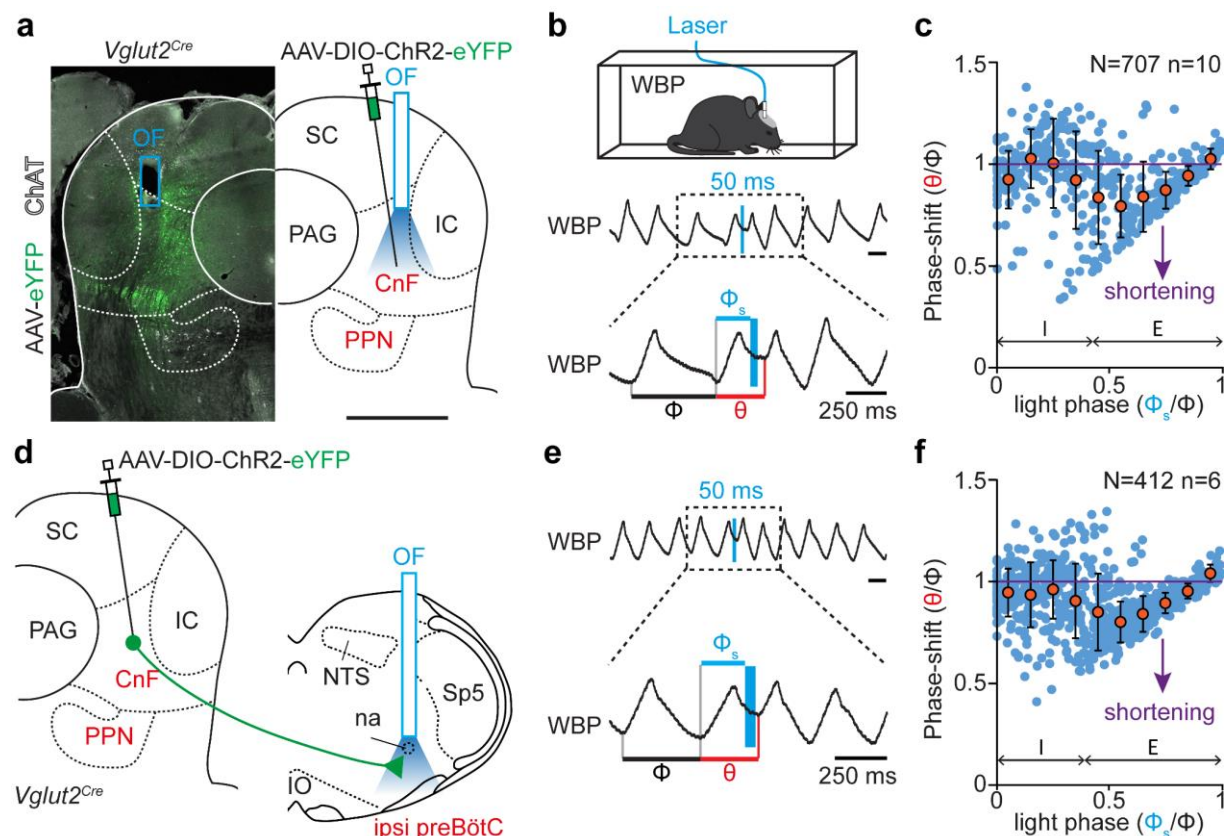 a
Vglut2Cre
AAV-DIO-ChR2-eYFP
OF
OF
SC
PAG
IC
CnF
PPN
AAV-eYFP ChAT
b
Laser
WBP
50 ms
WBP
Φs
WBP
Φ
θ
250 ms
c
N=707 n=10
1.5
1
0.5
0
Phase-shift (θ/Φ)
shortening
I
E
0
0.5
1
light phase (Φs/Φ)
d
AAV-DIO-ChR2-eYFP
SC
PAG
IC
CnF
PPN
Vglut2Cre
OF
NTS
Sp5
na
IO
ipsi preBötC
e
50 ms
WBP
Φs
WBP
Φ
θ
250 ms
f
N=412 n=6
1.5
1
0.5
0
Phase-shift (θ/Φ)
shortening
I
E
0
0.5
1
light phase (Φs/Φ)